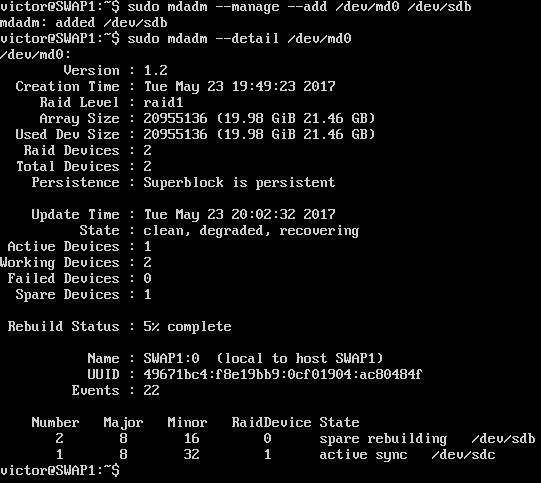 victor@SWAP1:~$ sudo mdadm --manage --add /dev/md0 /dev/sdb
mdadm: added /dev/sdb
victor@SWAP1:~$ sudo mdadm --detail /dev/md0
/dev/md0:
Version : 1.2
Creation Time : Tue May 23 19:49:23 2017
Raid Level : raid1
Array Size : 20955136 (19.98 GiB 21.46 GB)
Used Dev Size : 20955136 (19.98 GiB 21.46 GB)
Raid Devices : 2
Total Devices : 2
Persistence : Superblock is persistent
Update Time : Tue May 23 20:02:32 2017
State : clean, degraded, recovering
Active Devices : 1
Working Devices : 2
Failed Devices : 0
Spare Devices : 1
Rebuild Status : 5% complete
Name : SWAP1:0  (local to host SWAP1)
UUID : 49671bc4:f8e19bb9:0cf01904:ac80484f
Events : 22
Number   Major   Minor   RaidDevice State
2       8       16        0      spare rebuilding   /dev/sdb
1       8       32        1      active sync   /dev/sdc
victor@SWAP1:~$